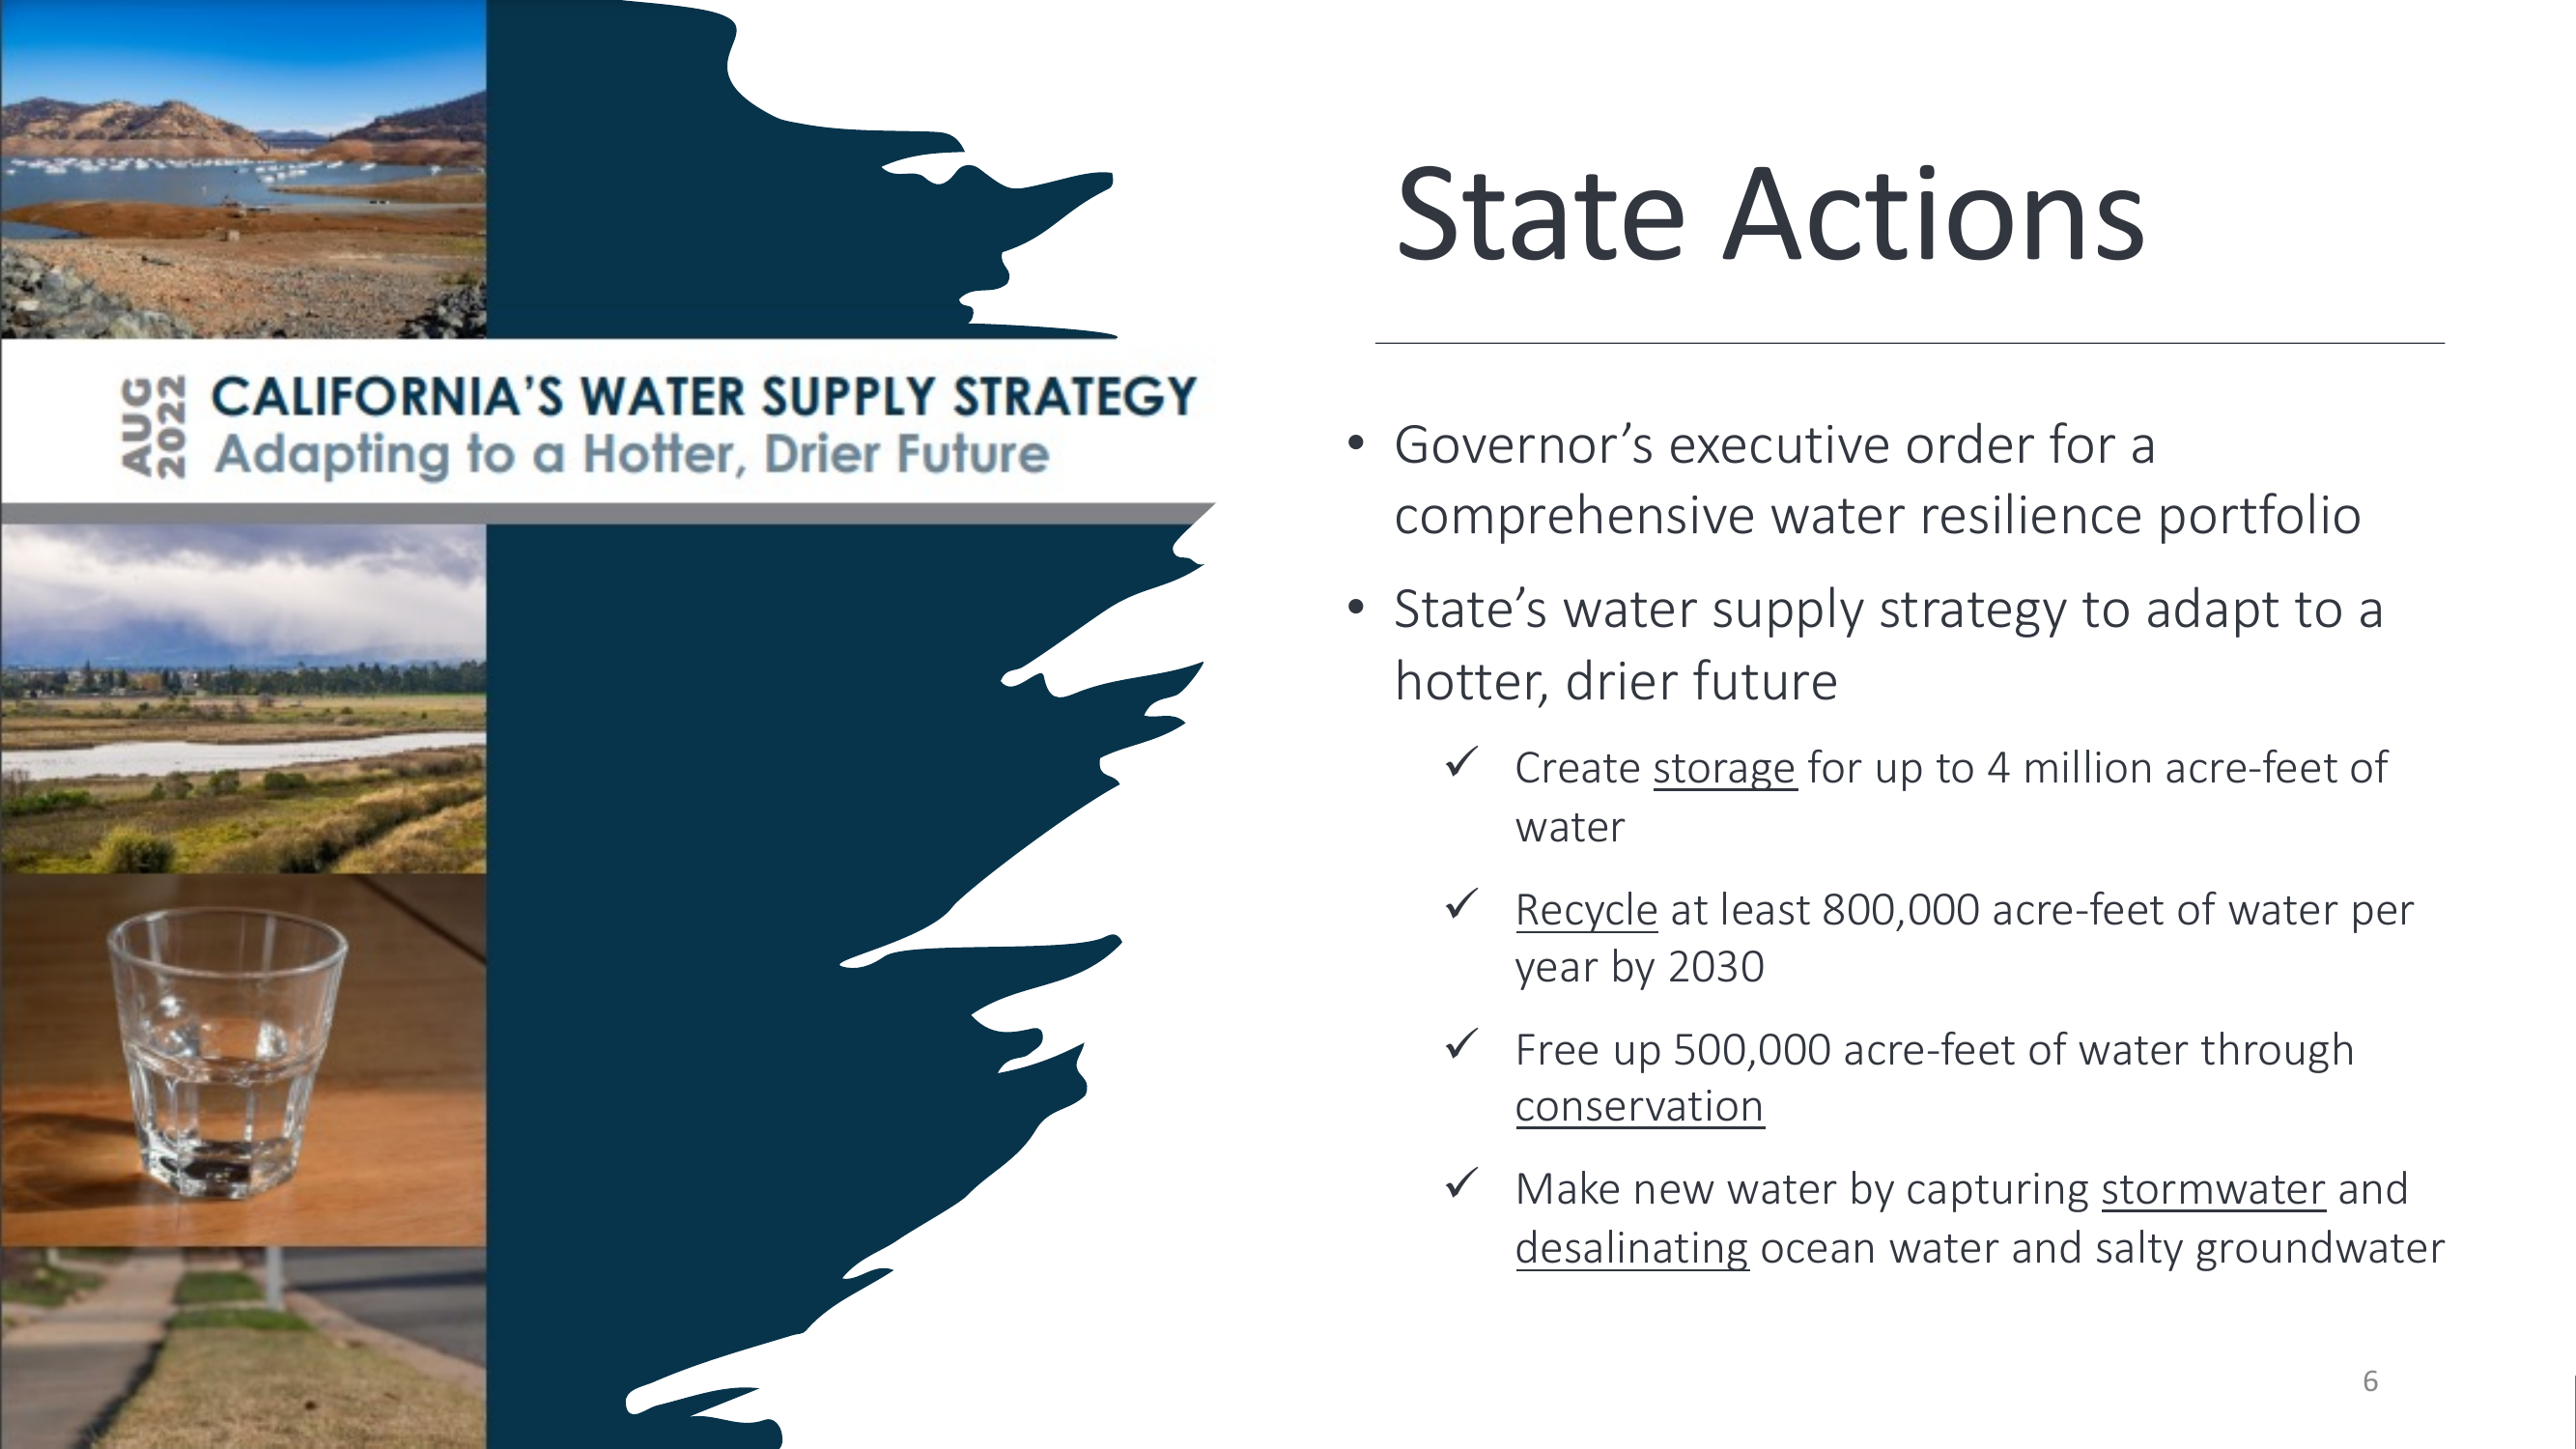 AUG
2022
CALIFORNIA'S WATER SUPPLY STRATEGY
Adapting to a Hotter, Drier Future
State Actions
• Governor’s executive order for a
comprehensive water resilience portfolio
• State’s water supply strategy to adapt to a
hotter, drier future
✓ Create storage for up to 4 million acre-feet of
water
✓ Recycle at least 800,000 acre-feet of water per
year by 2030
✓ Free up 500,000 acre-feet of water through
conservation
✓ Make new water by capturing stormwater and
desalinating ocean water and salty groundwater
6